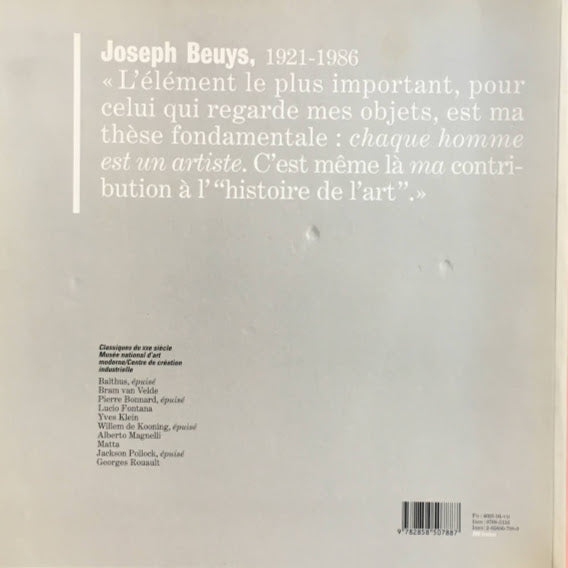 Joseph Beuys, 1921-1986
« L'élément le plus important, pour
celui qui regarde mes objets, est ma
thèse fondamentale : chaque homme
est un artiste. C'est même là ma contri-
bution à l'“histoire de l'art”.»
Classiques du XXe siècle
Musée national d'art
moderne/Centre de création
industrielle
Balthus, épuisé
Bram van Velde
Pierre Bonnard, épuisé
Lucio Fontana
Yves Klein
Willem de Kooning, épuisé
Alberto Magnelli
Matta
Jackson Pollock, épuisé
Georges Rouault
9 782858 507887